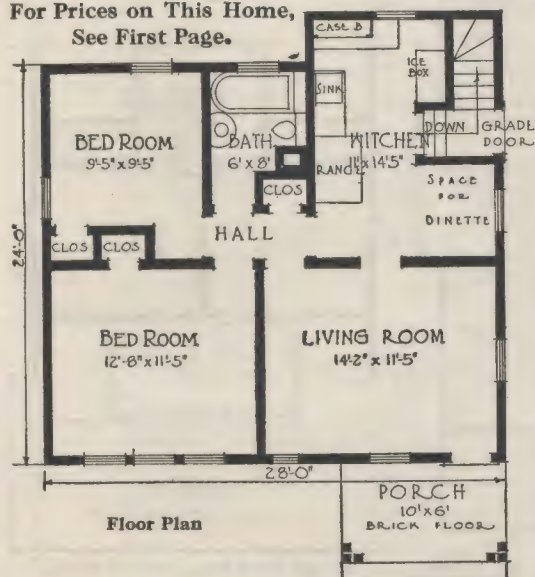 For Prices on This Home,
See First Page.
CASE B
ICE
BOX
SINK
BED ROOM
9'-5" x 9'-5"
BATH
6' x 8'
KITCHEN
11' x 14'5"
DOWN
GRADE
DOOR
RANGE
CLOS
SPACE
FOR
DINETTE
HALL
CLOS
CLOS
24'-0"
BED ROOM
12'-8" x 11'-5"
LIVING ROOM
14'2" x 11'-5"
28'-0"
PORCH
10' x 6'
BRICK FLOOR
Floor Plan